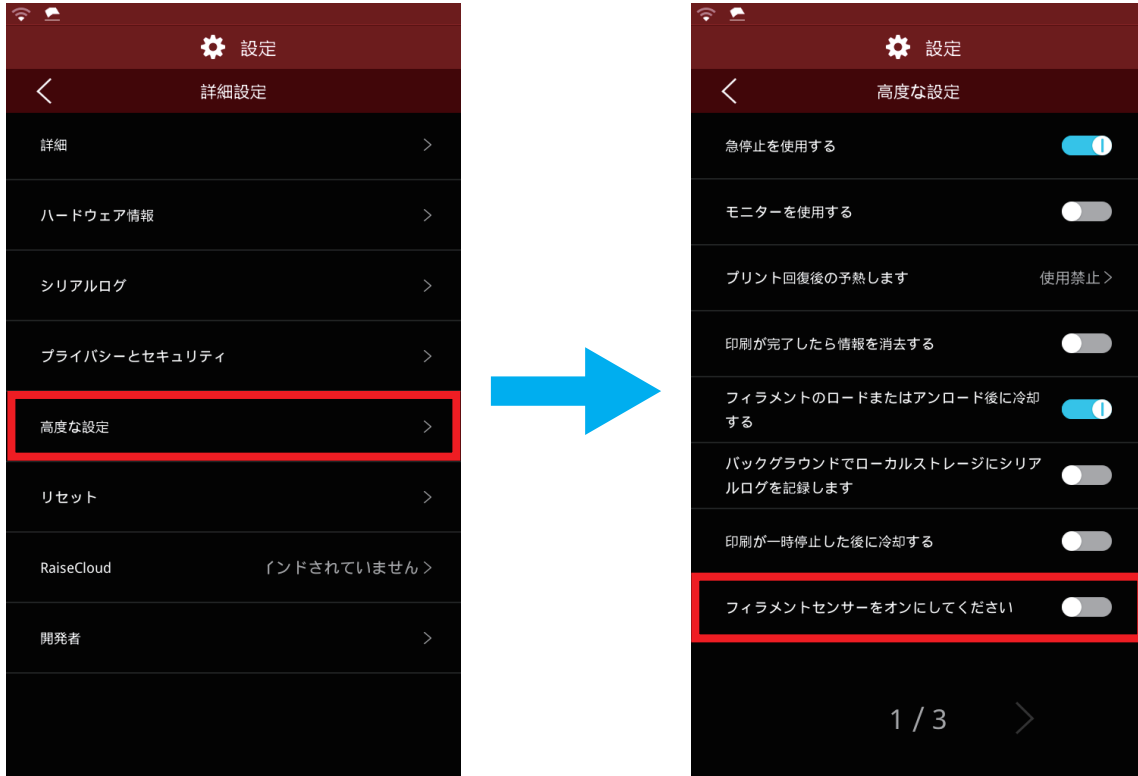 設定
詳細設定
詳細
ハードウェア情報
シリアルログ
プライバシーとセキュリティ
高度な設定
リセット
RaiseCloud インドされていません
開発者
設定
高度な設定
急停止を使用する
モニターを使用する
プリント回復後の予熱します 使用禁止
印刷が完了したら情報を消去する
フィラメントのロードまたはアンロード後に冷却
する
バックグラウンドでローカルストレージにシリア
ルログを記録します
印刷が一時停止した後に冷却する
フィラメントセンサーをオンにしてください
1 / 3